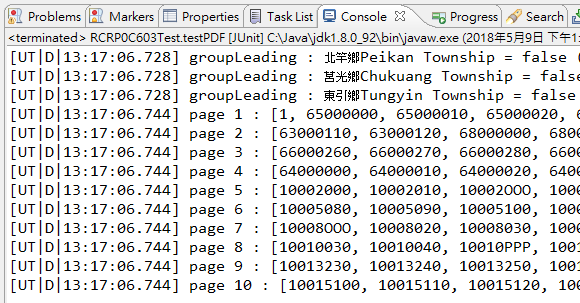 Problems Markers Properties Task List Console Progress Search
<terminated> RCRP0C603Test.testPDF [JUnit] C:\Java\jdk1.8.0_92\bin\javaw.exe (2018年5月9日 下午1:
[UT|D|13:17:06.728] groupLeading : 北竿鄉Peikan Township = false (
[UT|D|13:17:06.728] groupLeading : 莒光鄉Chukuang Township = false
[UT|D|13:17:06.728] groupLeading : 東引鄉Tungyin Township = false
[UT|D|13:17:06.744] page 1 : [1, 65000000, 65000010, 65000020, 6
[UT|D|13:17:06.744] page 2 : [63000110, 63000120, 68000000, 680
[UT|D|13:17:06.744] page 3 : [66000260, 66000270, 66000280, 660
[UT|D|13:17:06.744] page 4 : [64000000, 64000010, 64000020, 640
[UT|D|13:17:06.744] page 5 : [10002000, 10002010, 10002OOO, 100
[UT|D|13:17:06.744] page 6 : [10005080, 10005090, 10005100, 100
[UT|D|13:17:06.744] page 7 : [10008OOO, 10008020, 10008030, 100
[UT|D|13:17:06.744] page 8 : [10010030, 10010040, 10010PPP, 100
[UT|D|13:17:06.744] page 9 : [10013230, 10013240, 10013250, 100
[UT|D|13:17:06.744] page 10 : [10015100, 10015110, 10015120, 10